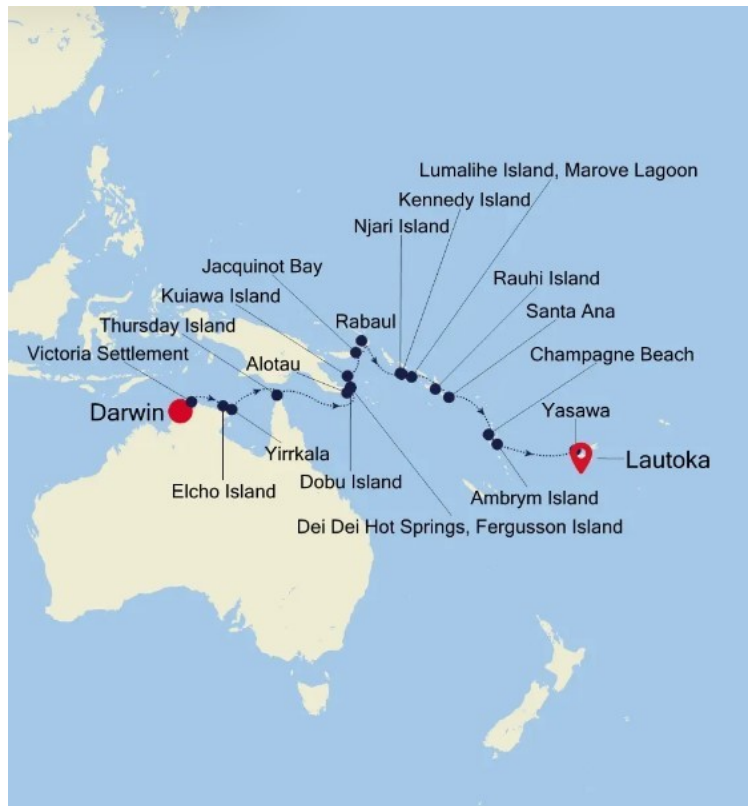 Lumalihe Island, Marove Lagoon
Kennedy Island
Njari Island
Jacquinot Bay
Rauhi Island
Kuiawa Island
Santa Ana
Rabaul
Thursday Island
Victoria Settlement
Alotau
Champagne Beach
Darwin
Yasawa
Yirrkala
Lautoka
Elcho Island
Dobu Island
Ambrym Island
Dei Dei Hot Springs, Fergusson Island